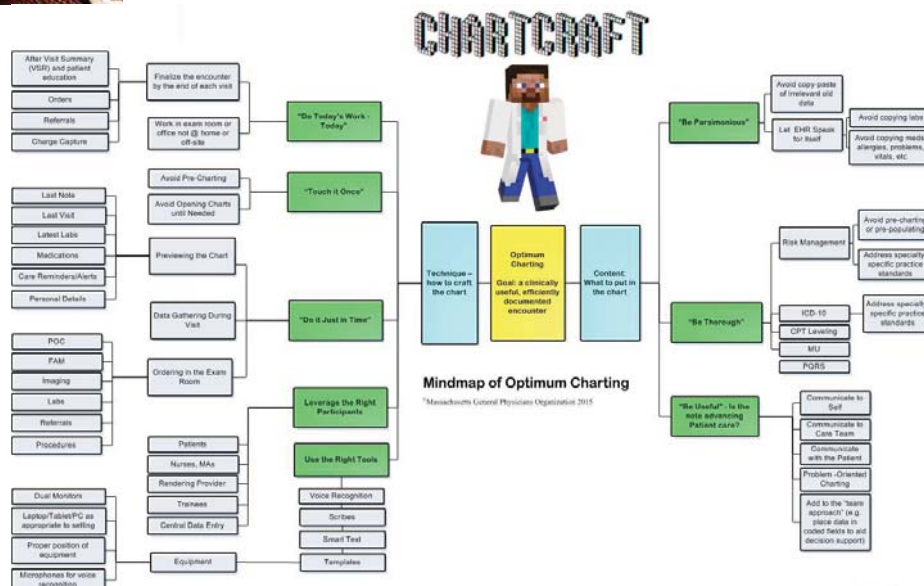 CHARTCRAFT
After Visit Summary
(VSR) and patient
education
Orders
Referrals
Charge Capture
Finalize the encounter
by the end of each visit
Work in exam room or
office not @ home or
off-site
"Do Today's Work -
Today"
Avoid Pre-Charting
Avoid Opening Charts
until Needed
"Touch it Once"
Last Note
Last Visit
Latest Labs
Medications
Care Reminders/Alerts
Personal Details
Previewing the Chart
Data Gathering During
Visit
Ordering in the Exam
Room
"Do it Just in Time"
POC
FAM
Imaging
Labs
Referrals
Procedures
Leverage the Right
Participants
Patients
Nurses, MAs
Rendering Provider
Trainees
Central Data Entry
Use the Right Tools
Voice Recognition
Scribes
Smart Text
Templates
Equipment
Dual Monitors
Laptop/Tablet/PC as
appropriate to setting
Proper position of
equipment
Microphones for voice
recognition
Technique –
how to craft
the chart
Optimum
Charting
Goal: a clinically
useful, efficiently
documented
encounter
Content:
What to put in
the chart
Mindmap of Optimum Charting
Massachusetts General Physicians Organization 2015
"Be Parsimonious"
Avoid copy-paste
of irrelevant old
data
Let EHR Speak
for itself
Avoid copying labs
Avoid copying meds,
allergies, problems,
vitals, etc
"Be Thorough"
Risk Management
Avoid pre-charting
or pre-populating
Address specialty
specific practice
standards
ICD-10
CPT Leveling
MU
PQRS
Address specialty
specific practice
standards
"Be Useful" - Is the
note advancing
Patient care?
Communicate to
Self
Communicate to
Care Team
Communicate
with the Patient
Problem -Oriented
Charting
Add to the "team
approach" (e.g.
place data in
coded fields to aid
decision support)